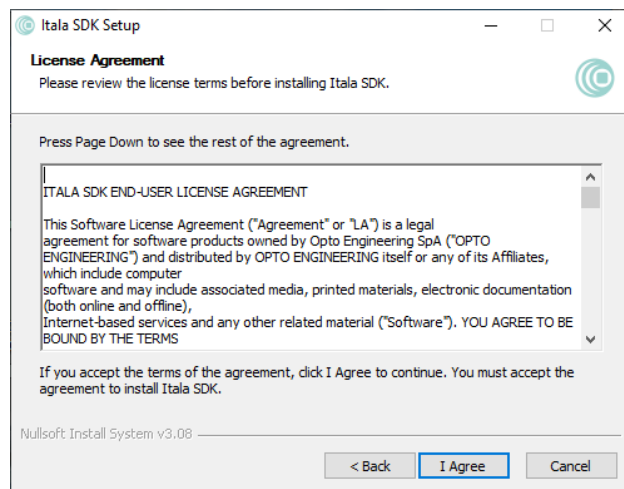 Itala SDK Setup
License Agreement
Please review the license terms before installing Itala SDK.
Press Page Down to see the rest of the agreement.
ITALA SDK END-USER LICENSE AGREEMENT
This Software License Agreement ("Agreement" or "LA") is a legal
agreement for software products owned by Opto Engineering SpA ("OPTO
ENGINEERING") and distributed by OPTO ENGINEERING itself or any of its Affiliates,
which include computer
software and may include associated media, printed materials, electronic documentation
(both online and offline),
Internet-based services and any other related material ("Software"). YOU AGREE TO BE
BOUND BY THE TERMS
If you accept the terms of the agreement, click I Agree to continue. You must accept the
agreement to install Itala SDK.
Nullsoft Install System v3.08
< Back
I Agree
Cancel